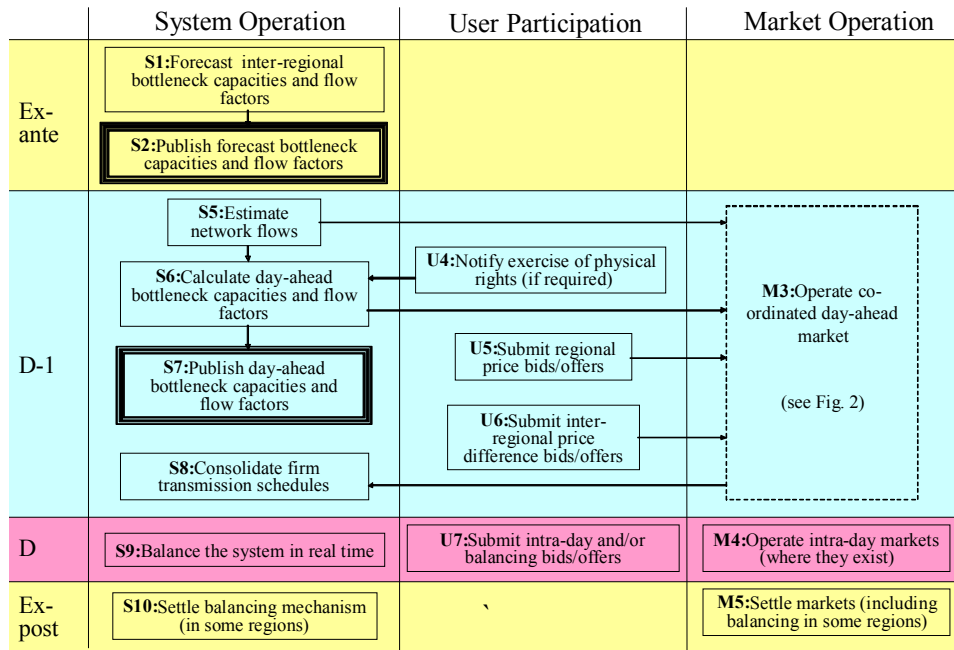 System Operation
User Participation
Market Operation
Ex-
ante
S1:Forecast inter-regional
bottleneck capacities and flow
factors
S2:Publish forecast bottleneck
capacities and flow factors
D-1
S5:Estimate
network flows
S6:Calculate day-ahead
bottleneck capacities and flow
factors
U4:Notify exercise of physical
rights (if required)
M3:Operate co-
ordinated day-ahead
market
(see Fig. 2)
S7:Publish day-ahead
bottleneck capacities and
flow factors
U5:Submit regional
price bids/offers
U6:Submit inter-
regional price
difference bids/offers
S8:Consolidate firm
transmission schedules
D
S9:Balance the system in real time
U7:Submit intra-day and/or
balancing bids/offers
M4:Operate intra-day markets
(where they exist)
Ex-
post
S10:Settle balancing mechanism
(in some regions)
`
M5:Settle markets (including
balancing in some regions)